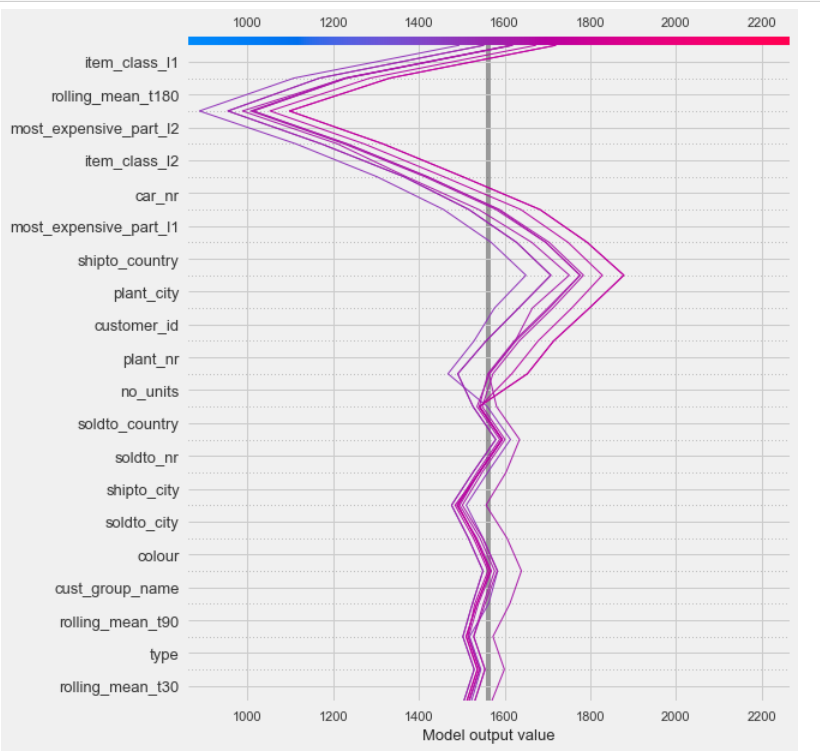 1000 1200 1400 1600 1800 2000 2200
item_class_l1
rolling_mean_t180
most_expensive_part_l2
item_class_l2
car_nr
most_expensive_part_l1
shipto_country
plant_city
customer_id
plant_nr
no_units
soldto_country
soldto_nr
shipto_city
soldto_city
colour
cust_group_name
rolling_mean_t90
type
rolling_mean_t30
1000 1200 1400 1600 1800 2000 2200
Model output value